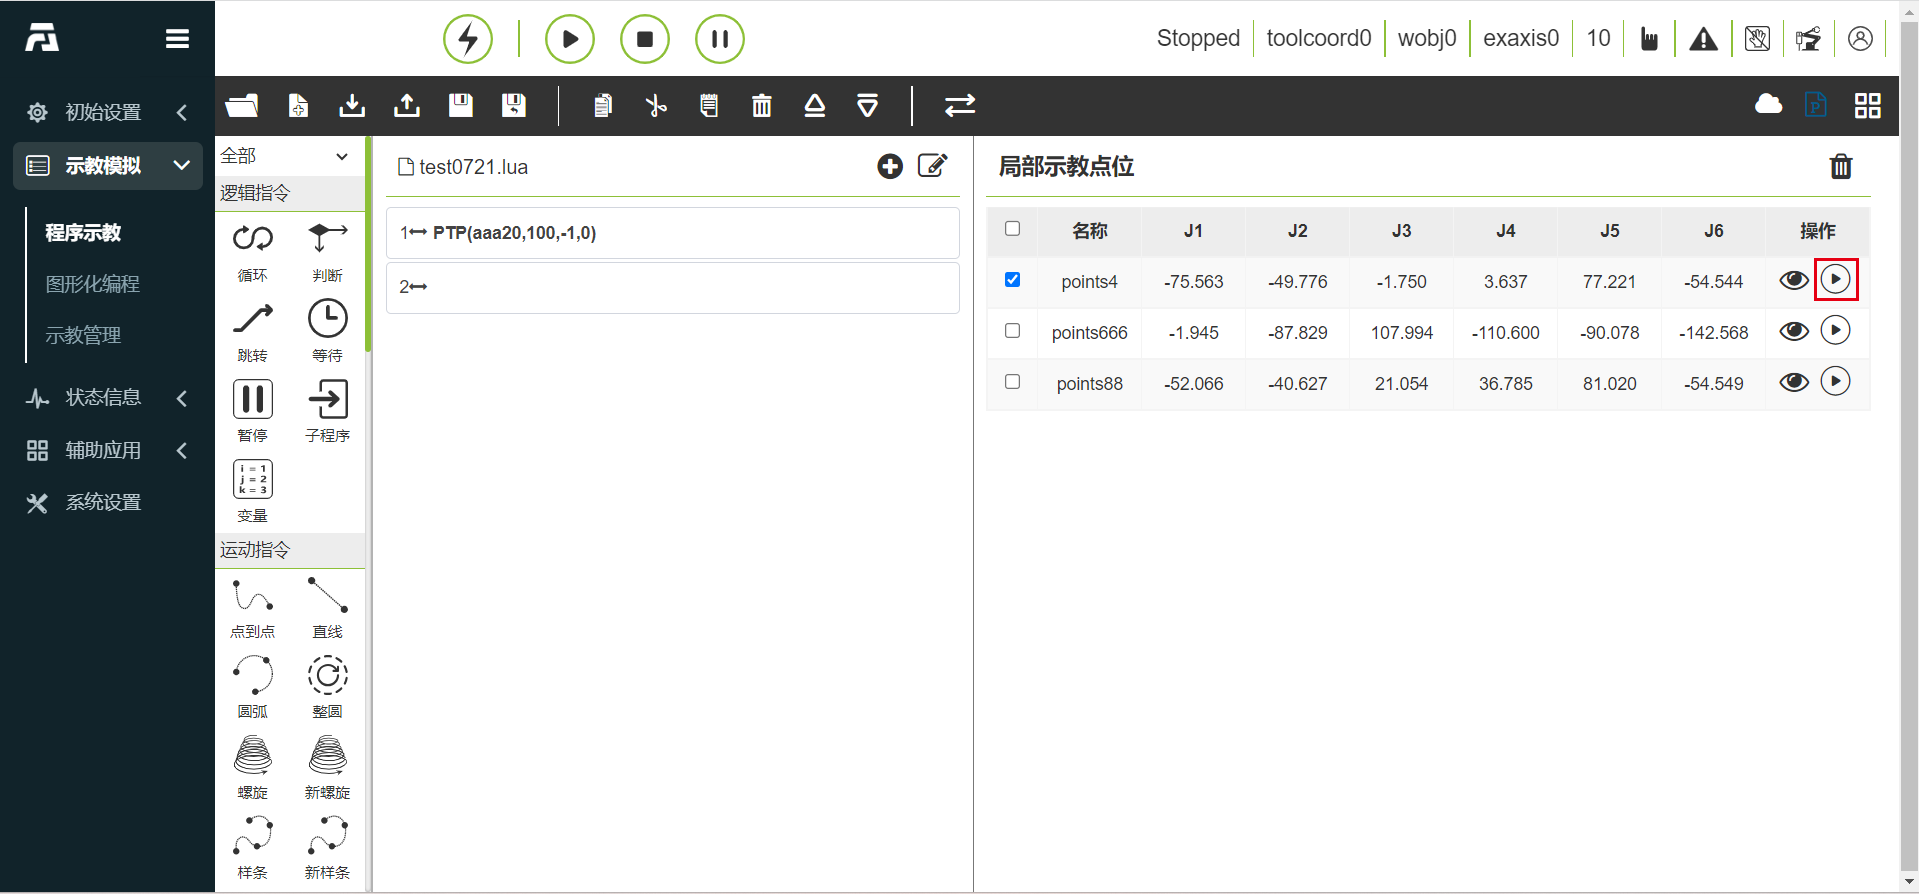 Stopped
toolcoord0
wobj0
exaxis0
10
初始设置
示教模拟
程序示教
图形化编程
示教管理
状态信息
辅助应用
系统设置
全部
逻辑指令
循环 判断
跳转 等待
暂停 子程序
i = 1
j = 2
k = 3
变量
运动指令
点到点 直线
圆弧 整圆
螺旋 新螺旋
样条 新样条
test0721.lua
1 PTP(aaa20,100,-1,0)
2
局部示教点位
名称 J1 J2 J3 J4 J5 J6 操作
points4 -75.563 -49.776 -1.750 3.637 77.221 -54.544
points666 -1.945 -87.829 107.994 -110.600 -90.078 -142.568
points88 -52.066 -40.627 21.054 36.785 81.020 -54.549
P